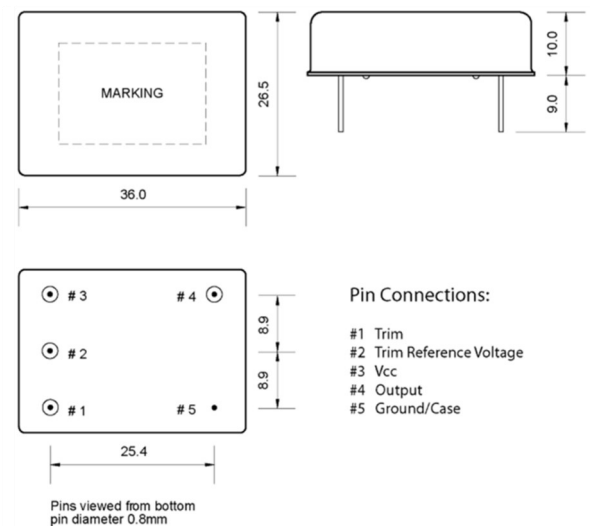 MARKING
26.5
36.0
10.0
9.0
# 3
# 4
# 2
# 1
# 5
8.9
8.9
25.4
Pins viewed from bottom
pin diameter 0.8mm
Pin Connections:
#1 Trim
#2 Trim Reference Voltage
#3 Vcc
#4 Output
#5 Ground/Case